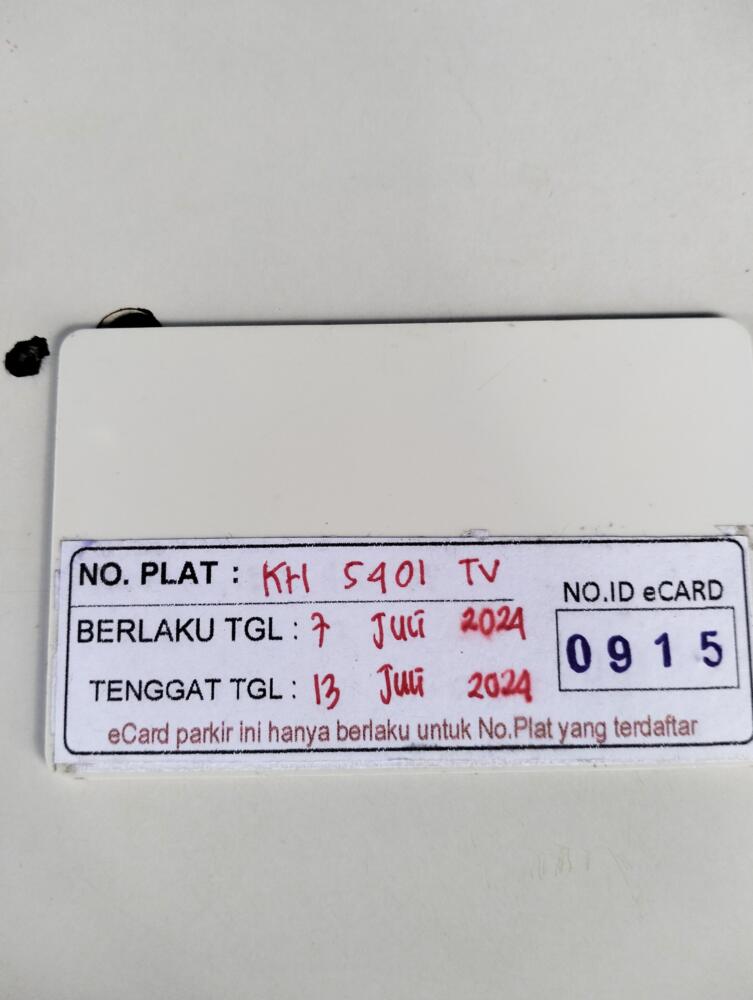 NO. PLAT : KH 5401 TV
NO.ID eCARD
BERLAKU TGL : 7 Juli 2024
0915
TENGGAT TGL : 13 Juli 2024
eCard parkir ini hanya berlaku untuk No.Plat yang terdaftar